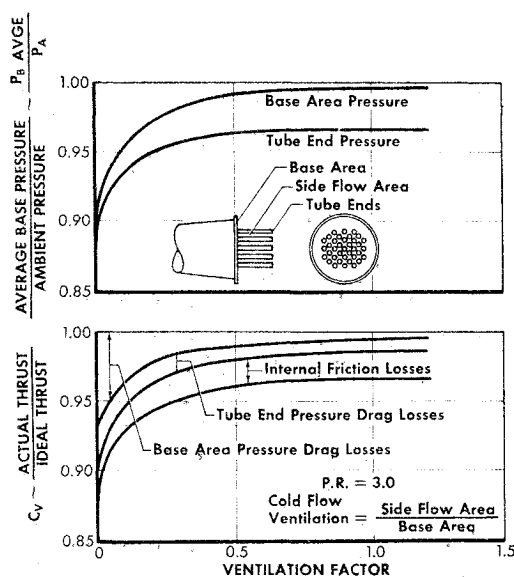 AVERAGE BASE PRESSURE
AMBIENT PRESSURE
~
P_B AVGE
P_A
1.00
0.95
0.90
0.85
Base Area Pressure
Tube End Pressure
Base Area
Side Flow Area
Tube Ends
C_V ~
ACTUAL THRUST
IDEAL THRUST
1.00
0.95
0.90
0.85
Internal Friction Losses
Tube End Pressure Drag Losses
Base Area Pressure Drag Losses
P.R. = 3.0
Cold Flow
Ventilation = Side Flow Area
Base Area
0
0.5
1.0
1.5
VENTILATION FACTOR